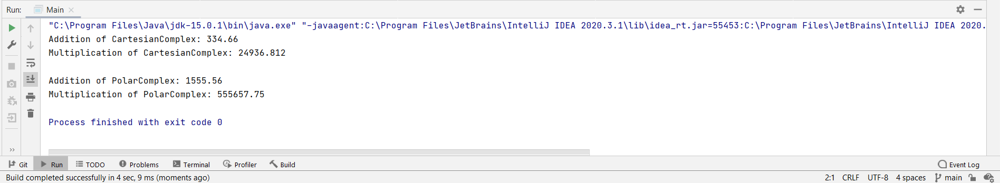 Run: Main
"C:\Program Files\Java\jdk-15.0.1\bin\java.exe" "-javaagent:C:\Program Files\JetBrains\IntelliJ IDEA 2020.3.1\lib\idea_rt.jar=55453:C:\Program Files\JetBrains\IntelliJ IDEA 2020.
Addition of CartesianComplex: 334.66
Multiplication of CartesianComplex: 24936.812
Addition of PolarComplex: 1555.56
Multiplication of PolarComplex: 555657.75
Process finished with exit code 0
Git Run TODO Problems Terminal Profiler Build Event Log
Build completed successfully in 4 sec, 9 ms (moments ago) 2:1 CRLF UTF-8 4 spaces main